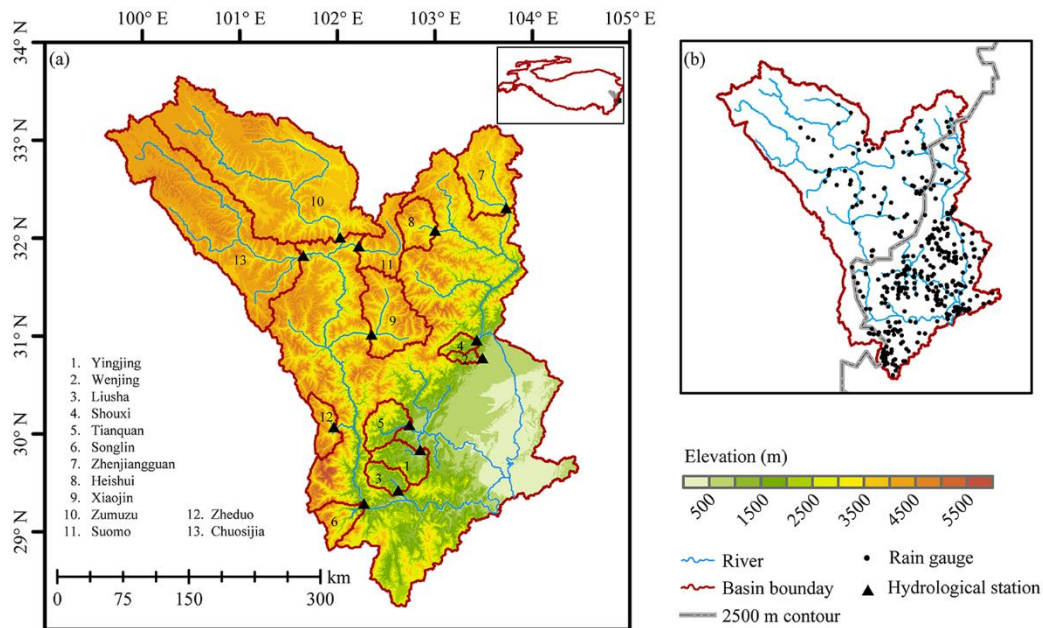 100° E 101° E 102° E 103° E 104° E 105° E
34° N
33° N
32° N
31° N
30° N
29° N
(a)
(b)
7
10
8
13
11
9
4
2
12
5
1
3
6
1. Yingjing
2. Wenjing
3. Liusha
4. Shouxi
5. Tianquan
6. Songlin
7. Zhenjiangguan
8. Heishui
9. Xiaojin
10. Zumuzu 12. Zheduo
11. Suomo 13. Chuosijia
km
0 75 150 300
Elevation (m)
500 1500 2500 3500 4500 5500
River
Rain gauge
Basin bounday
Hydrological station
2500 m contour